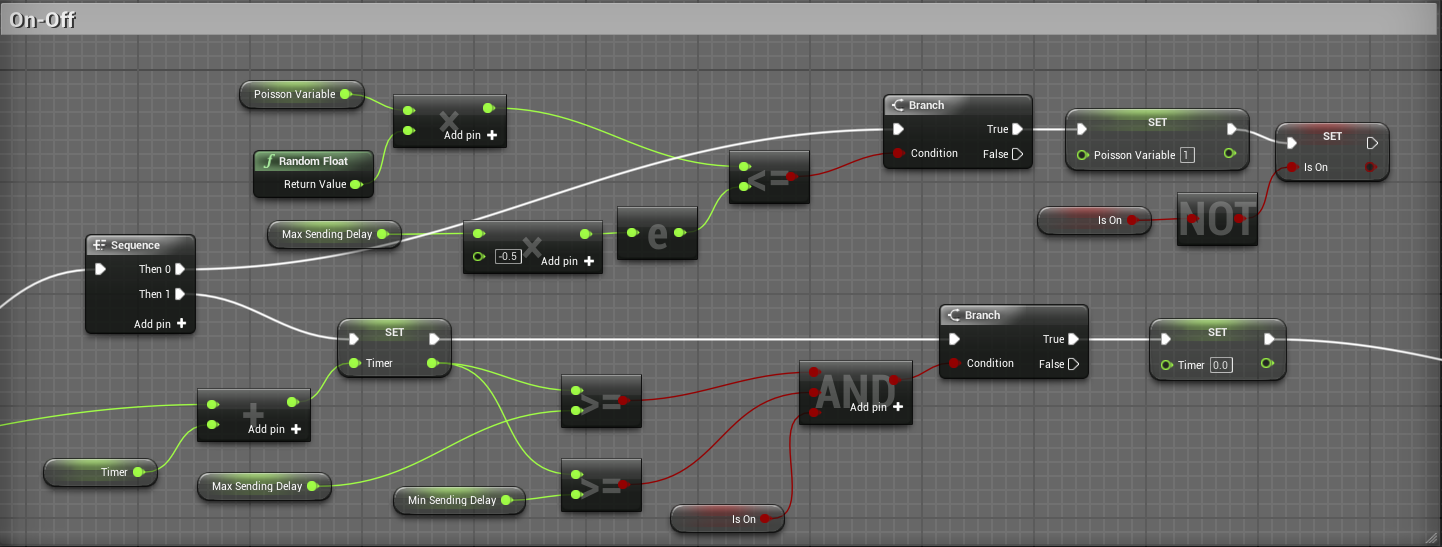 On-Off
Poisson Variable
×
Add pin +
f Random Float
Return Value
Branch
True
Condition
False
SET
Poisson Variable 1
SET
Is On
<=
Max Sending Delay
×
-0.5
Add pin +
e
Is On
NOT
Sequence
Then 0
Then 1
Add pin +
SET
Timer
Branch
True
Condition
False
SET
Timer 0.0
+
Add pin +
>=
AND
Add pin +
Timer
Max Sending Delay
Min Sending Delay
>=
Is On